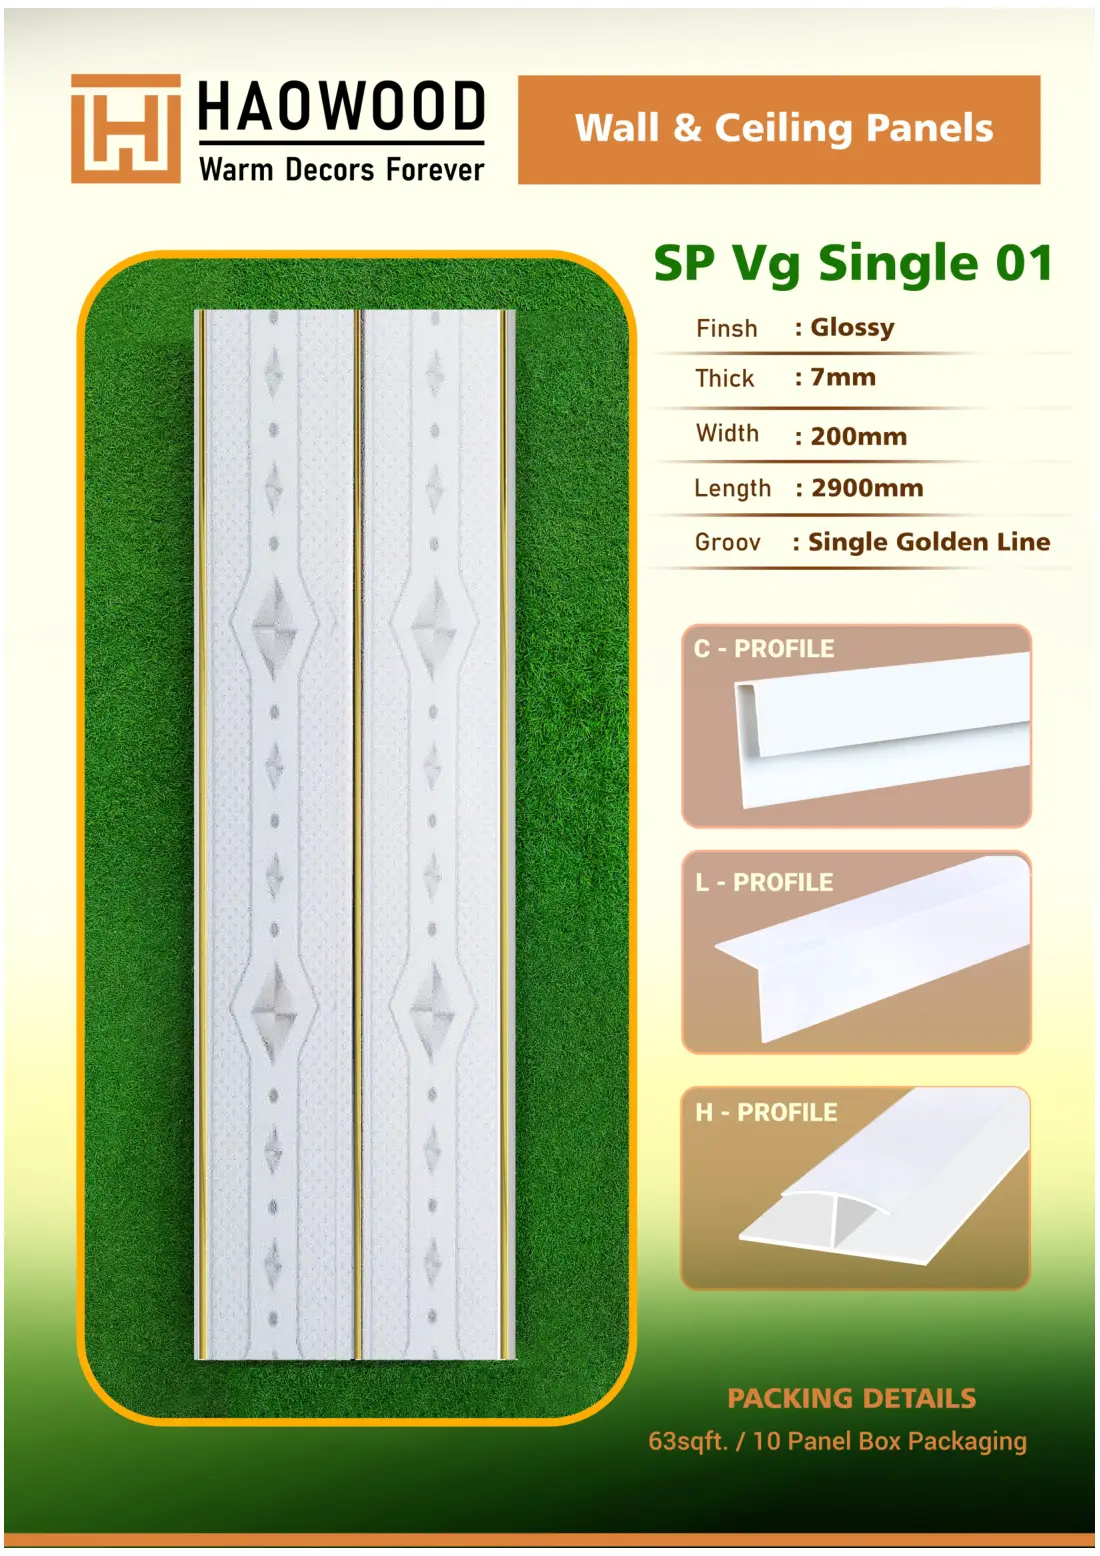 HAOWOOD
Warm Decors Forever
Wall & Ceiling Panels
SP Vg Single 01
Finsh : Glossy
Thick : 7mm
Width : 200mm
Length : 2900mm
Groov : Single Golden Line
C - PROFILE
L - PROFILE
H - PROFILE
PACKING DETAILS
63sqft. / 10 Panel Box Packaging